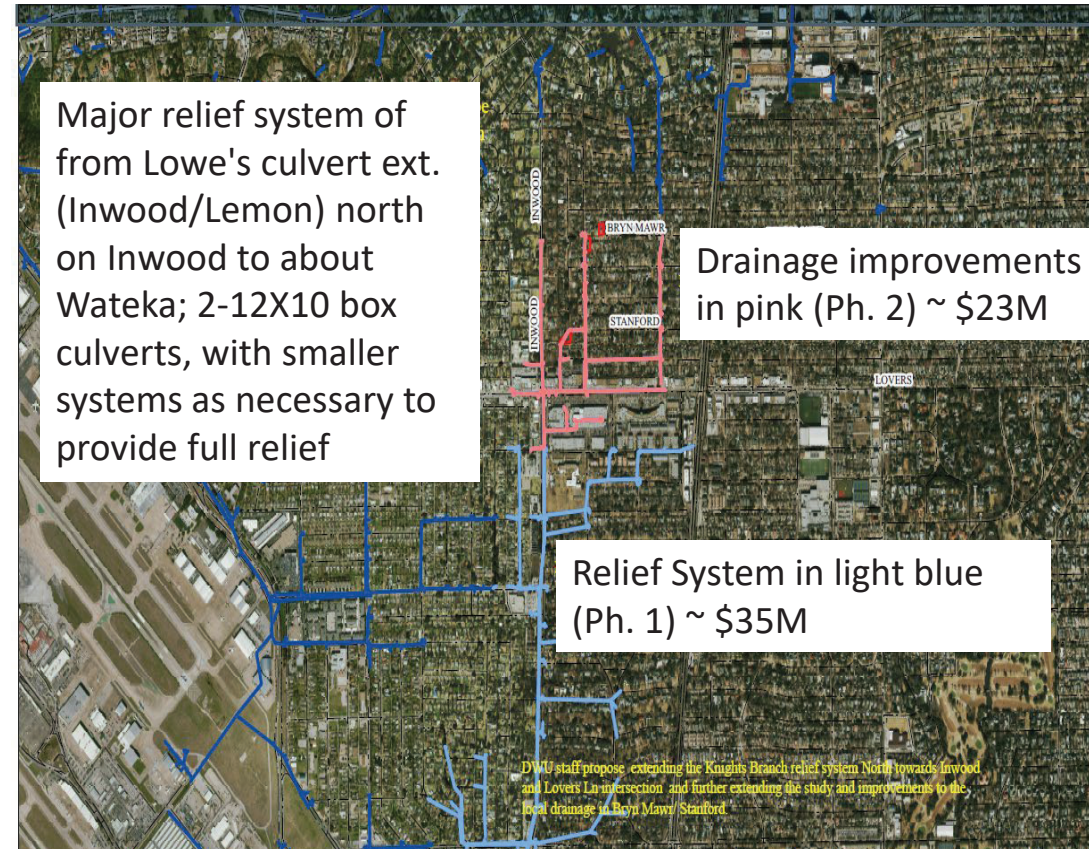 Major relief system of
from Lowe's culvert ext.
(Inwood/Lemon) north
on Inwood to about
Wateka; 2-12X10 box
culverts, with smaller
systems as necessary to
provide full relief
INWOOD
BRYN MAWR
Drainage improvements
in pink (Ph. 2) ~ $23M
INWOOD
STANFORD
LOVERS
Relief System in light blue
(Ph. 1) ~ $35M
DWU staff propose extending the Knights Branch relief system North towards Inwood
and Lovers Ln intersection and further extending the study and improvements to the
local drainage in Bryn Mawr/ Stanford.